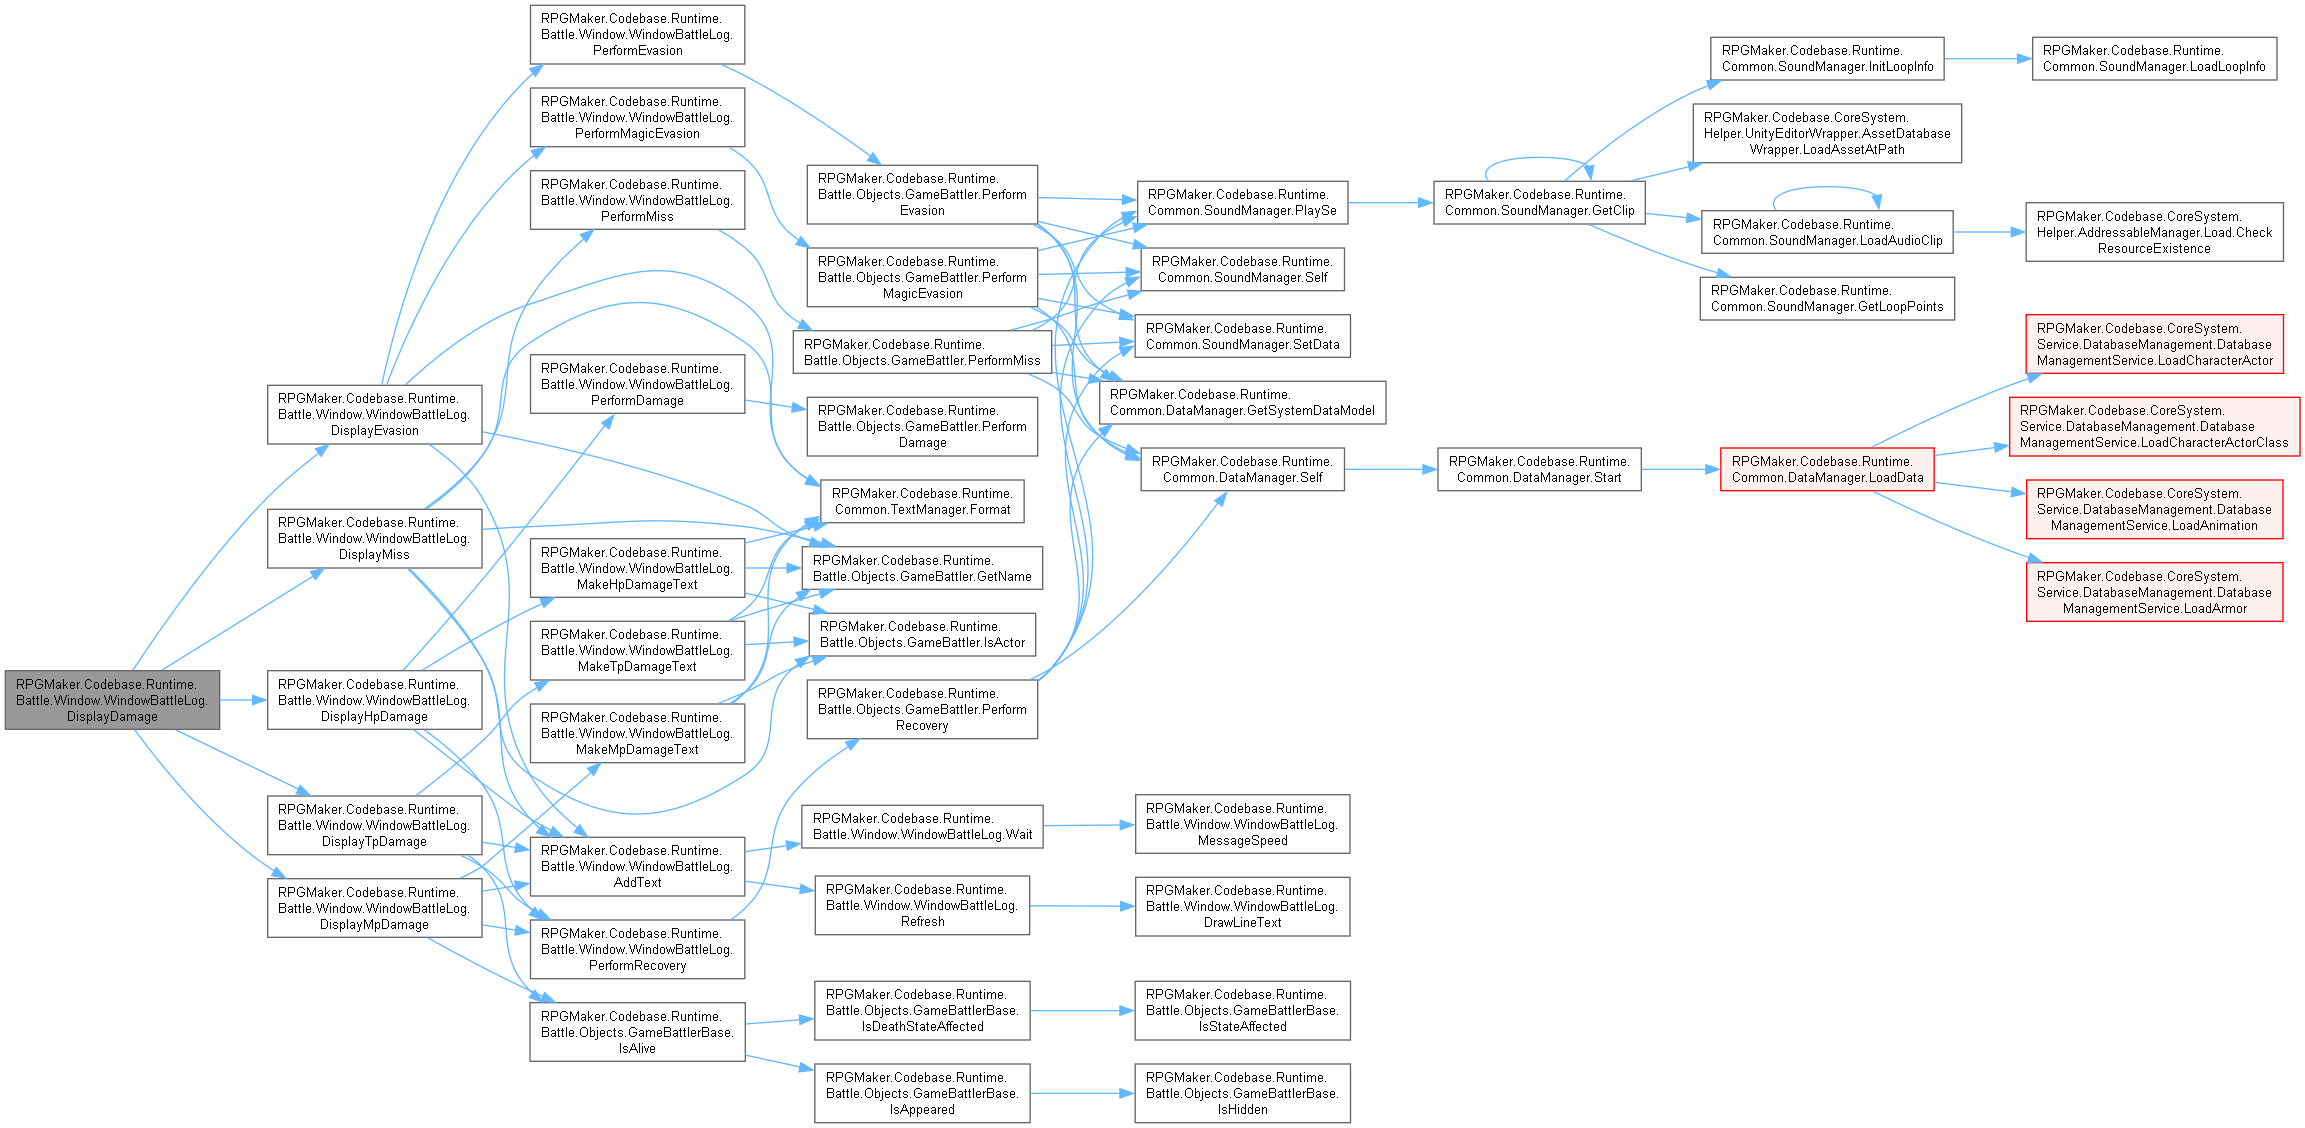 RPGMaker.Codebase.Runtime.
Battle.Window.WindowBattleLog.
DisplayDamage
RPGMaker.Codebase.Runtime.
Battle.Window.WindowBattleLog.
DisplayEvasion
RPGMaker.Codebase.Runtime.
Battle.Window.WindowBattleLog.
DisplayMiss
RPGMaker.Codebase.Runtime.
Battle.Window.WindowBattleLog.
DisplayHpDamage
RPGMaker.Codebase.Runtime.
Battle.Window.WindowBattleLog.
DisplayTpDamage
RPGMaker.Codebase.Runtime.
Battle.Window.WindowBattleLog.
DisplayMpDamage
RPGMaker.Codebase.Runtime.
Battle.Window.WindowBattleLog.
PerformEvasion
RPGMaker.Codebase.Runtime.
Battle.Window.WindowBattleLog.
PerformMagicEvasion
RPGMaker.Codebase.Runtime.
Battle.Window.WindowBattleLog.
PerformMiss
RPGMaker.Codebase.Runtime.
Battle.Window.WindowBattleLog.
PerformDamage
RPGMaker.Codebase.Runtime.
Battle.Window.WindowBattleLog.
MakeHpDamageText
RPGMaker.Codebase.Runtime.
Battle.Window.WindowBattleLog.
MakeTpDamageText
RPGMaker.Codebase.Runtime.
Battle.Window.WindowBattleLog.
MakeMpDamageText
RPGMaker.Codebase.Runtime.
Battle.Window.WindowBattleLog.
AddText
RPGMaker.Codebase.Runtime.
Battle.Window.WindowBattleLog.
PerformRecovery
RPGMaker.Codebase.Runtime.
Battle.Objects.GameBattlerBase.
IsAlive
RPGMaker.Codebase.Runtime.
Battle.Objects.GameBattler.Perform
Evasion
RPGMaker.Codebase.Runtime.
Battle.Objects.GameBattler.Perform
MagicEvasion
RPGMaker.Codebase.Runtime.
Battle.Objects.GameBattler.PerformMiss
RPGMaker.Codebase.Runtime.
Battle.Objects.GameBattler.Perform
Damage
RPGMaker.Codebase.Runtime.
Common.TextManager.Format
RPGMaker.Codebase.Runtime.
Battle.Objects.GameBattler.GetName
RPGMaker.Codebase.Runtime.
Battle.Objects.GameBattler.IsActor
RPGMaker.Codebase.Runtime.
Battle.Objects.GameBattler.Perform
Recovery
RPGMaker.Codebase.Runtime.
Battle.Window.WindowBattleLog.Wait
RPGMaker.Codebase.Runtime.
Battle.Window.WindowBattleLog.
Refresh
RPGMaker.Codebase.Runtime.
Battle.Objects.GameBattlerBase.
IsDeathStateAffected
RPGMaker.Codebase.Runtime.
Battle.Objects.GameBattlerBase.
IsAppeared
RPGMaker.Codebase.Runtime.
Common.SoundManager.PlaySe
RPGMaker.Codebase.Runtime.
Common.SoundManager.Self
RPGMaker.Codebase.Runtime.
Common.SoundManager.SetData
RPGMaker.Codebase.Runtime.
Common.DataManager.GetSystemDataModel
RPGMaker.Codebase.Runtime.
Common.DataManager.Self
RPGMaker.Codebase.Runtime.
Battle.Window.WindowBattleLog.
MessageSpeed
RPGMaker.Codebase.Runtime.
Battle.Window.WindowBattleLog.
DrawLineText
RPGMaker.Codebase.Runtime.
Battle.Objects.GameBattlerBase.
IsStateAffected
RPGMaker.Codebase.Runtime.
Battle.Objects.GameBattlerBase.
IsHidden
RPGMaker.Codebase.Runtime.
Common.SoundManager.GetClip
RPGMaker.Codebase.Runtime.
Common.DataManager.Start
RPGMaker.Codebase.Runtime.
Common.SoundManager.InitLoopInfo
RPGMaker.Codebase.CoreSystem.
Helper.UnityEditorWrapper.AssetDatabase
Wrapper.LoadAssetAtPath
RPGMaker.Codebase.Runtime.
Common.SoundManager.LoadAudioClip
RPGMaker.Codebase.Runtime.
Common.SoundManager.GetLoopPoints
RPGMaker.Codebase.Runtime.
Common.DataManager.LoadData
RPGMaker.Codebase.Runtime.
Common.SoundManager.LoadLoopInfo
RPGMaker.Codebase.CoreSystem.
Helper.AddressableManager.Load.Check
ResourceExistence
RPGMaker.Codebase.CoreSystem.
Service.DatabaseManagement.Database
ManagementService.LoadCharacterActor
RPGMaker.Codebase.CoreSystem.
Service.DatabaseManagement.Database
ManagementService.LoadCharacterActorClass
RPGMaker.Codebase.CoreSystem.
Service.DatabaseManagement.Database
ManagementService.LoadAnimation
RPGMaker.Codebase.CoreSystem.
Service.DatabaseManagement.Database
ManagementService.LoadArmor